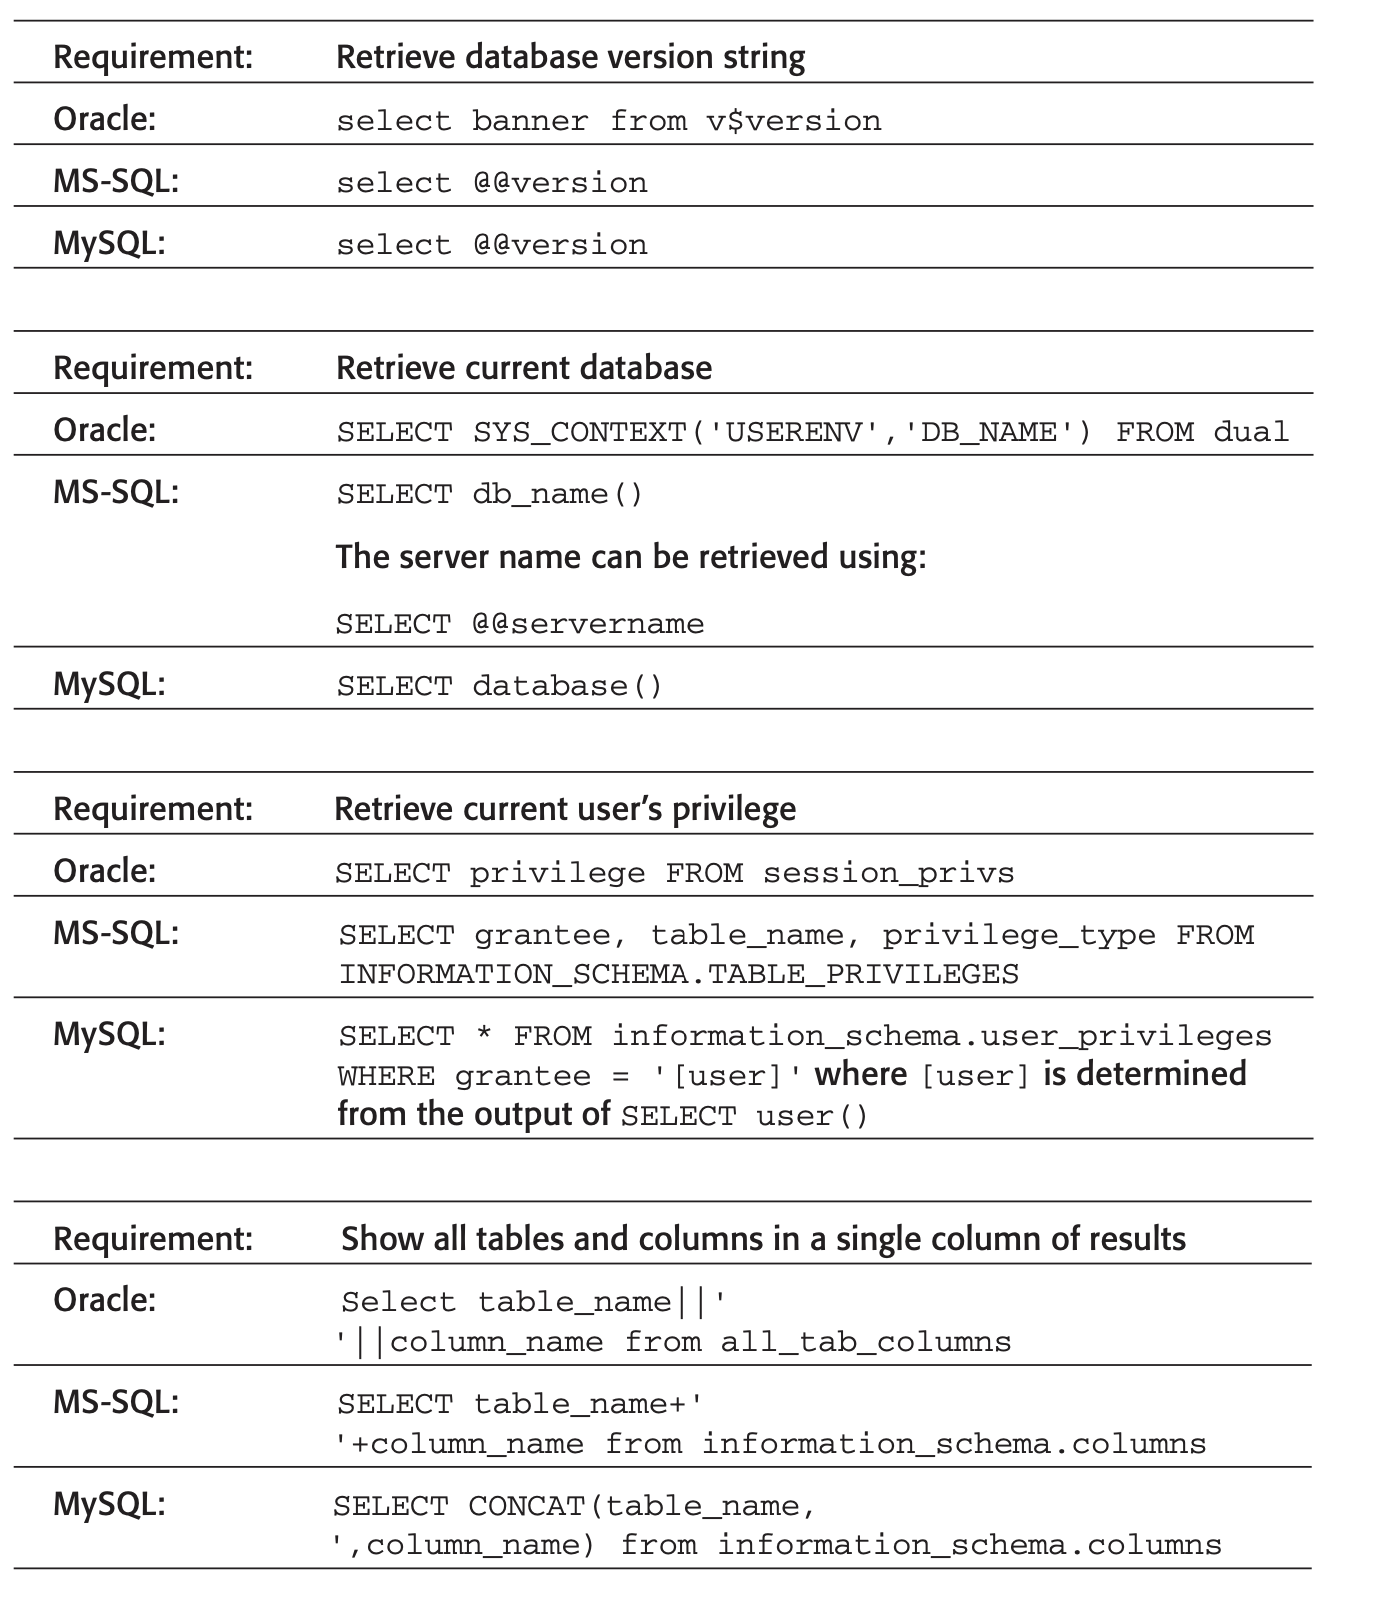 Requirement: Retrieve database version string
Oracle: select banner from v$version
MS-SQL: select @@version
MySQL: select @@version
Requirement: Retrieve current database
Oracle: SELECT SYS_CONTEXT('USERENV','DB_NAME') FROM dual
MS-SQL: SELECT db_name()
The server name can be retrieved using:
SELECT @@servername
MySQL: SELECT database()
Requirement: Retrieve current user’s privilege
Oracle: SELECT privilege FROM session_privs
MS-SQL: SELECT grantee, table_name, privilege_type FROM
INFORMATION_SCHEMA.TABLE_PRIVILEGES
MySQL: SELECT * FROM information_schema.user_privileges
WHERE grantee = '[user]' where [user] is determined
from the output of SELECT user()
Requirement: Show all tables and columns in a single column of results
Oracle: Select table_name||'
'||column_name from all_tab_columns
MS-SQL: SELECT table_name+'
'+column_name from information_schema.columns
MySQL: SELECT CONCAT(table_name,
',column_name) from information_schema.columns